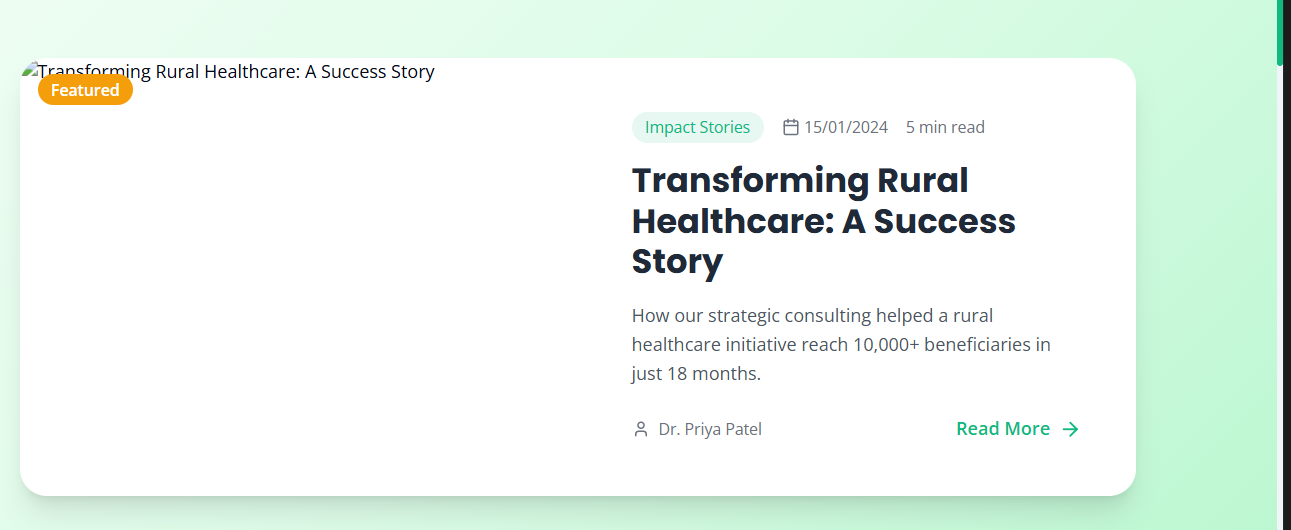 Transforming Rural Healthcare: A Success Story
Featured
Impact Stories 15/01/2024 5 min read
Transforming Rural
Healthcare: A Success
Story
How our strategic consulting helped a rural
healthcare initiative reach 10,000+ beneficiaries in
just 18 months.
Dr. Priya Patel Read More